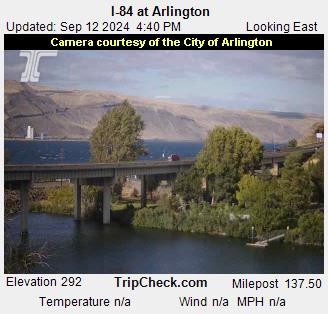 I-84 at Arlington
Updated: Sep 12 2024 4:40 PM Looking East
Camera courtesy of the City of Arlington
Elevation 292 TripCheck.com Milepost 137.50
Temperature n/a Wind n/a MPH n/a